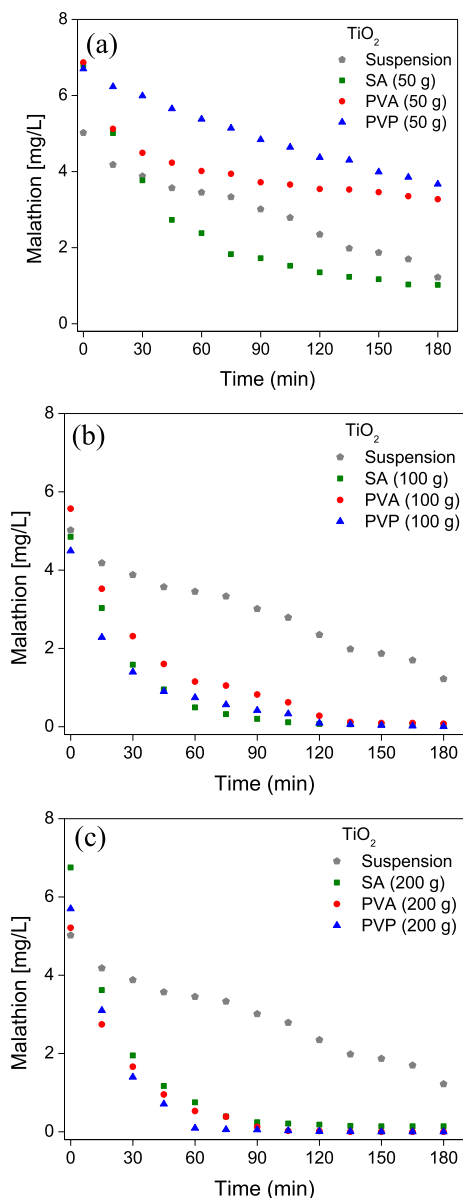 (a)
TiO2
Suspension
SA (50 g)
PVA (50 g)
PVP (50 g)
8
6
4
2
0
Malathion [mg/L]
0 30 60 90 120 150 180
Time (min)
(b)
TiO2
Suspension
SA (100 g)
PVA (100 g)
PVP (100 g)
8
6
4
2
0
Malathion [mg/L]
0 30 60 90 120 150 180
Time (min)
(c)
TiO2
Suspension
SA (200 g)
PVA (200 g)
PVP (200 g)
8
6
4
2
0
Malathion [mg/L]
0 30 60 90 120 150 180
Time (min)